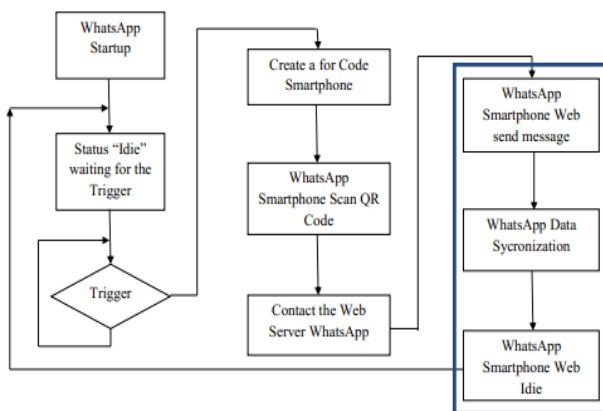 WhatsApp
Startup
Status “Idie”
waiting for the
Trigger
Trigger
Create a for Code
Smartphone
WhatsApp
Smartphone Scan QR
Code
Contact the Web
Server WhatsApp
WhatsApp
Smartphone Web
send message
WhatsApp Data
Sycronization
WhatsApp
Smartphone Web
Idie